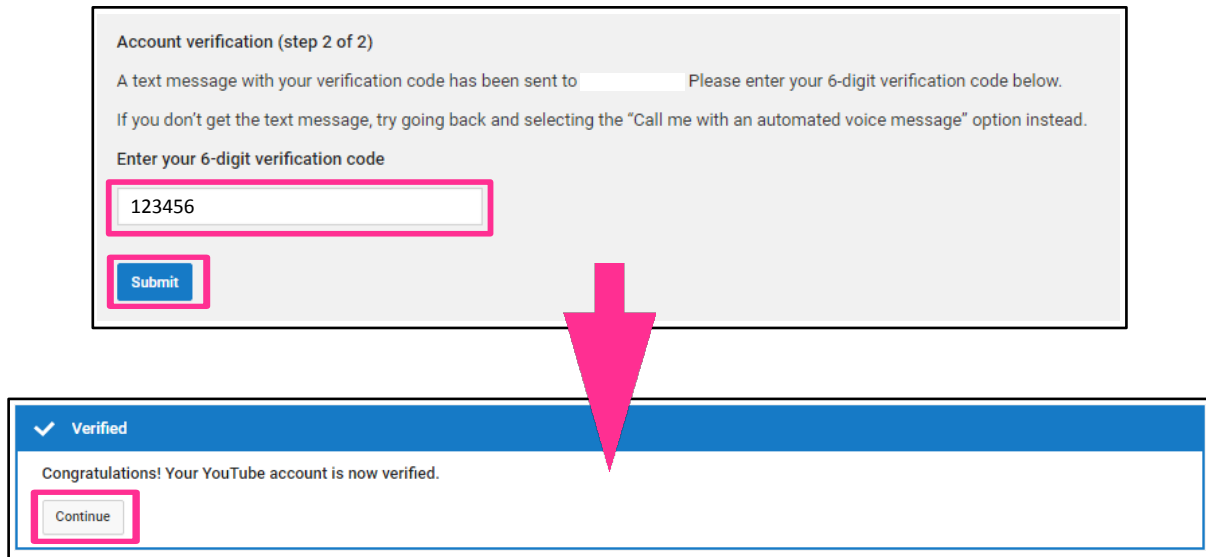 Account verification (step 2 of 2)
A text message with your verification code has been sent to Please enter your 6-digit verification code below.
If you don’t get the text message, try going back and selecting the “Call me with an automated voice message” option instead.
Enter your 6-digit verification code
123456
Submit
Verified
Congratulations! Your YouTube account is now verified.
Continue